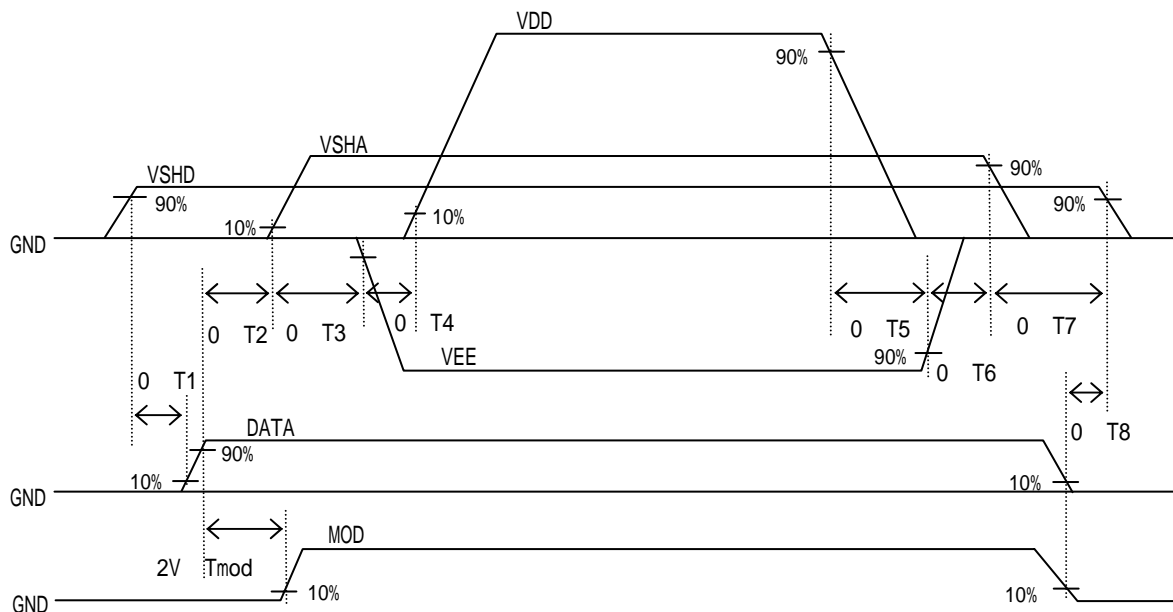 VDD
90%
VSHA
VSHD
90%
90%
10%
10%
90%
GND
0 T2
0 T3
0 T4
0 T5
0 T7
VEE
90%
0 T6
0 T1
0 T8
DATA
90%
10%
10%
GND
MOD
2V Tmod
10%
10%
GND